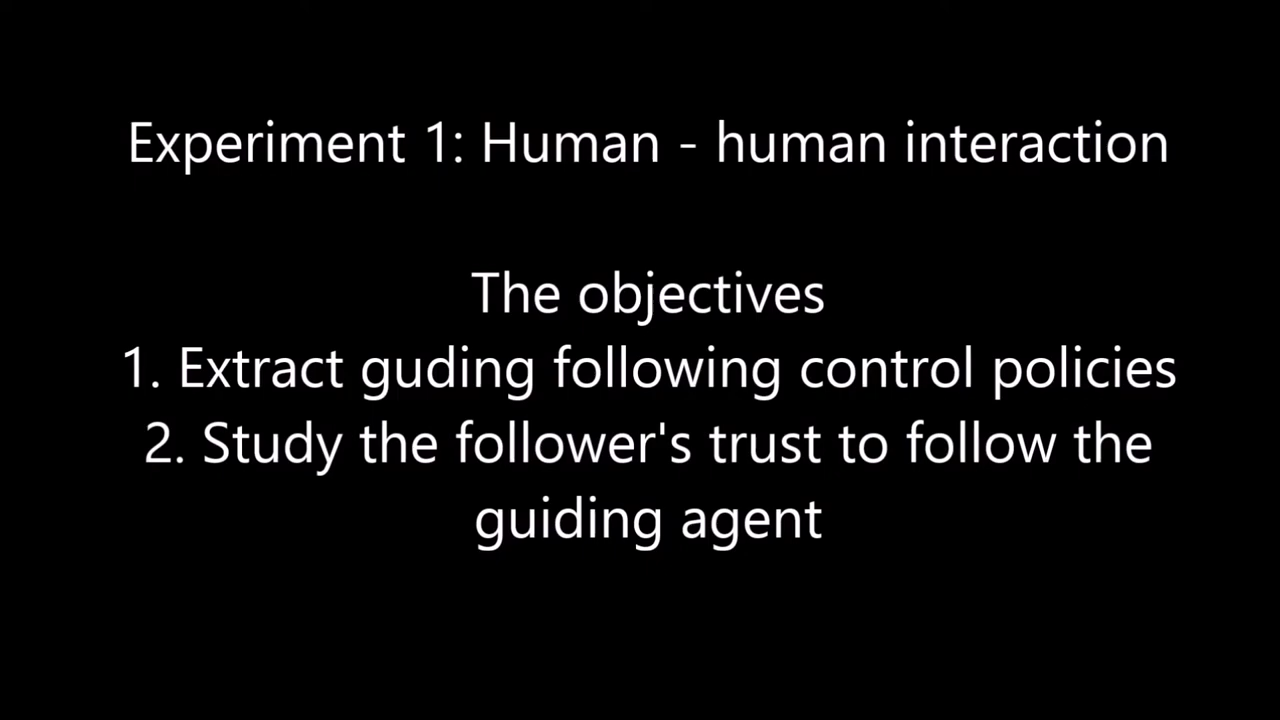 Experiment 1: Human - human interaction
The objectives
1. Extract guding following control policies
2. Study the follower's trust to follow the
guiding agent